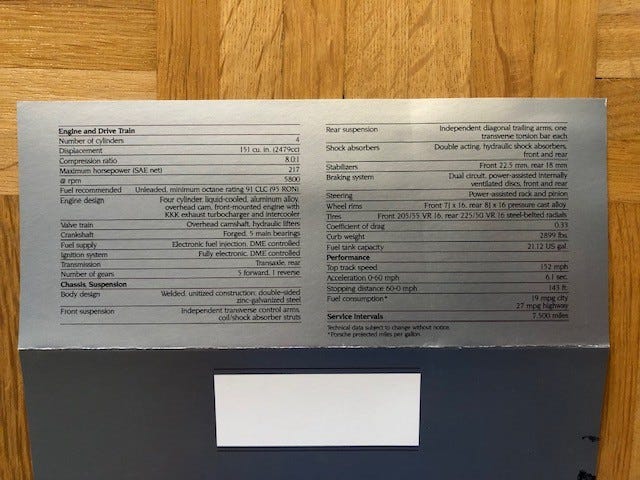 Engine and Drive Train
Number of cylinders 4
Displacement 151 cu. in. (2479cc)
Compression ratio 8.0:1
Maximum horsepower (SAE net) 217
@ rpm 5800
Fuel recommended Unleaded, minimum octane rating 91 CLC (95 RON)
Engine design Four cylinder, liquid-cooled, aluminum alloy,
overhead cam, front-mounted engine with
KKK exhaust turbocharger and intercooler
Valve train Overhead camshaft, hydraulic lifters
Crankshaft Forged, 5 main bearings
Fuel supply Electronic fuel injection, DME controlled
Ignition system Fully electronic, DME controlled
Transmission Transaxle, rear
Number of gears 5 forward, 1 reverse
Chassis, Suspension
Body design Welded, unitized construction; double-sided
zinc-galvanized steel
Front suspension Independent transverse control arms,
coil/shock absorber struts
Rear suspension Independent diagonal trailing arms, one
transverse torsion bar each
Shock absorbers Double acting, hydraulic shock absorbers,
front and rear
Stabilizers Front 22.5 mm, rear 18 mm
Braking system Dual circuit, power-assisted internally
ventilated discs, front and rear
Steering Power-assisted rack and pinion
Wheel rims Front 7J x 16, rear 8J x 16 pressure cast alloy
Tires Front 205/55 VR 16, rear 225/50 VR 16 steel-belted radials
Coefficient of drag 0.33
Curb weight 2899 lbs.
Fuel tank capacity 21.12 US gal.
Performance
Top track speed 152 mph
Acceleration 0-60 mph 6.1 sec.
Stopping distance 60-0 mph 143 ft.
Fuel consumption* 19 mpg city
27 mpg highway
Service Intervals 7,500 miles
Technical data subject to change without notice.
*Porsche projected miles per gallon.